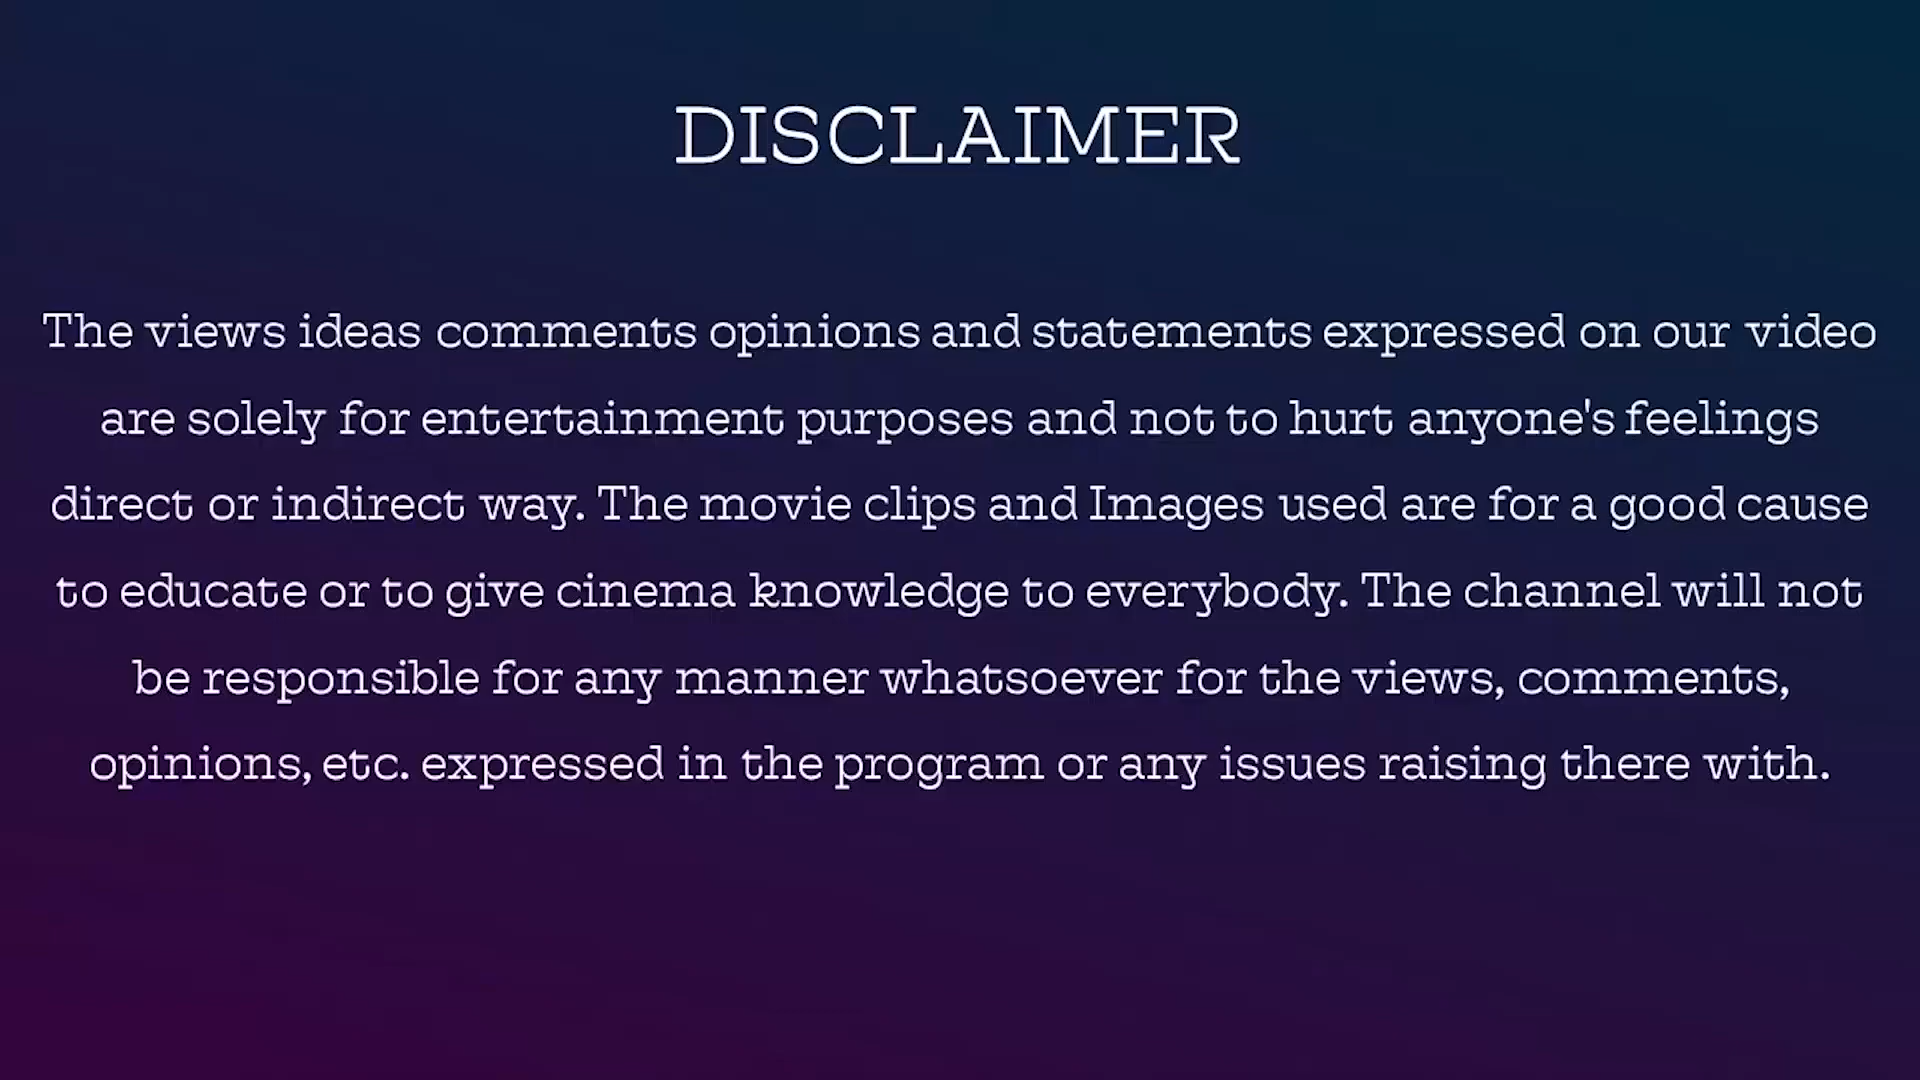 DISCLAIMER
The views ideas comments opinions and statements expressed on our video
are solely for entertainment purposes and not to hurt anyone's feelings
direct or indirect way. The movie clips and Images used are for a good cause
to educate or to give cinema knowledge to everybody. The channel will not
be responsible for any manner whatsoever for the views, comments,
opinions, etc. expressed in the program or any issues raising there with.